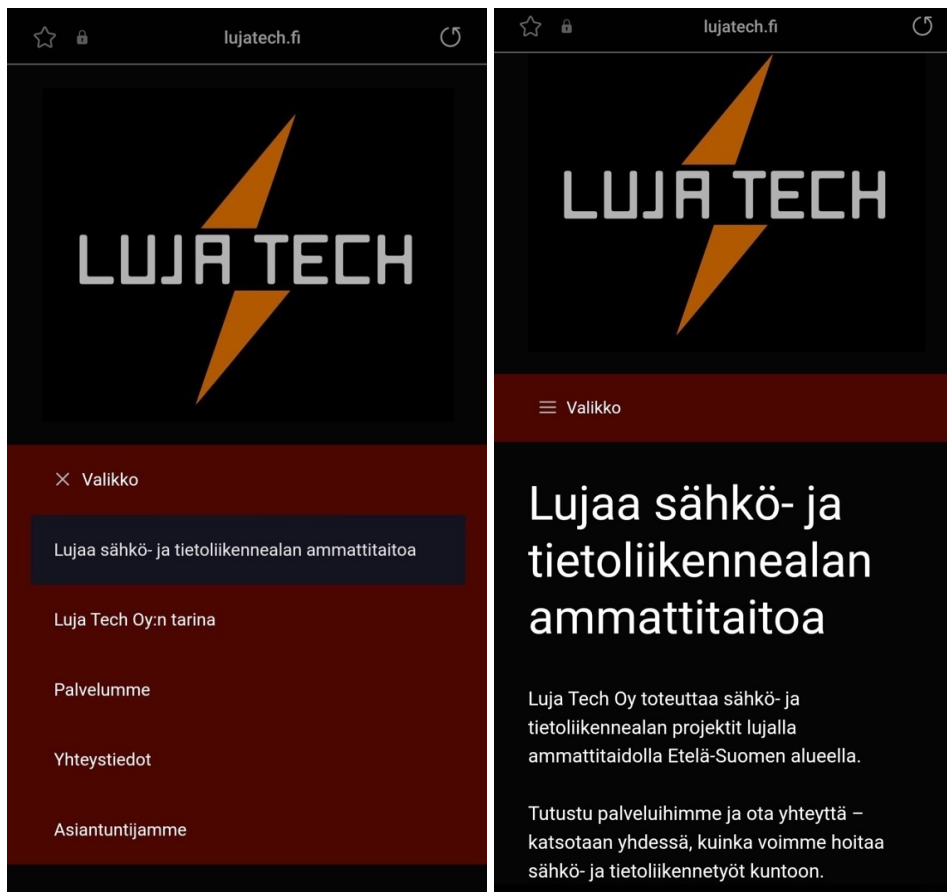 lujatech.fi
LUJA TECH
Valikko
Lujaa sähkö- ja tietoliikennealan ammattitaitoa
Luja Tech Oy:n tarina
Palvelumme
Yhteystiedot
Asiantuntijamme
lujatech.fi
LUJA TECH
Valikko
Lujaa sähkö- ja
tietoliikennealan
ammattitaitoa
Luja Tech Oy toteuttaa sähkö- ja
tietoliikennealan projektit lujalla
ammattitaidolla Etelä-Suomen alueella.
Tutustu palveluihimme ja ota yhteyttä –
katsotaan yhdessä, kuinka voimme hoitaa
sähkö- ja tietoliikennetyöt kuntoon.